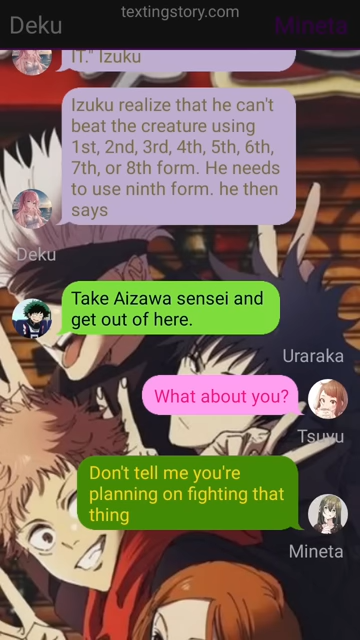 textingstory.com
Deku
Mineta
IT." Izuku
Izuku realize that he can't
beat the creature using
1st, 2nd, 3rd, 4th, 5th, 6th,
7th, or 8th form. He needs
to use ninth form. he then
says
Deku
Take Aizawa sensei and
get out of here.
Uraraka
What about you?
Tsuyu
Don't tell me you're
planning on fighting that
thing
Mineta